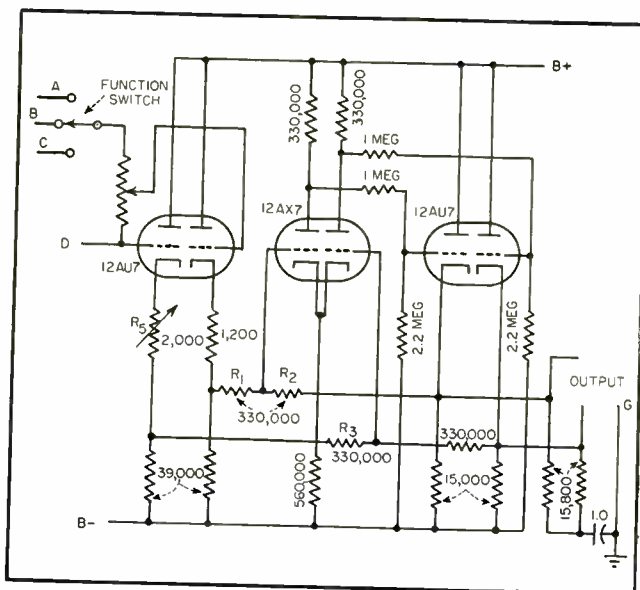 A
FUNCTION
SWITCH
B
C
D
B+
330,000
330,000
1 MEG
1 MEG
12AX7
12AU7
12AU7
R5
2,000
1,200
2.2 MEG
2.2 MEG
R1
R2
330,000
OUTPUT
G
R3
330,000
330,000
39,000
560,000
15,000
15,800
1.0
B-